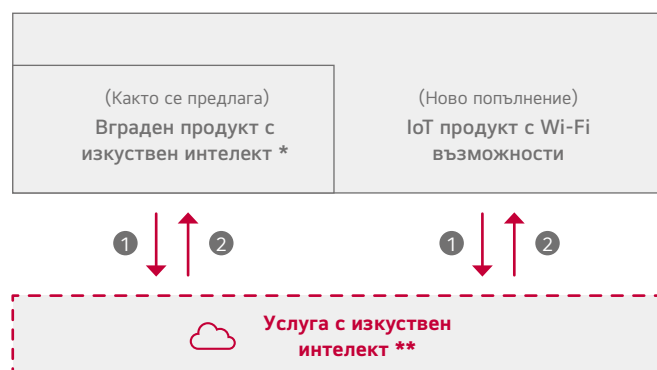 (Както се предлага)
Вграден продукт с
изкуствен интелект *
(Ново попълнение)
IoT продукт с Wi-Fi
възможности
1
2
1
2
Услуга с изкуствен
интелект **